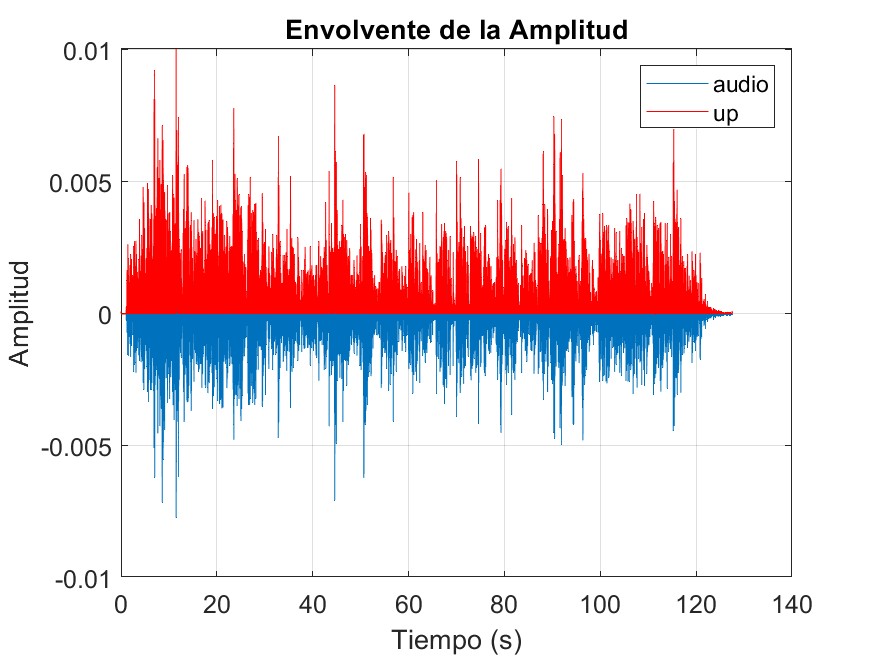 Envolvente de la Amplitud
0.01
0.005
0
-0.005
-0.01
Amplitud
audio
up
0 20 40 60 80 100 120 140
Tiempo (s)